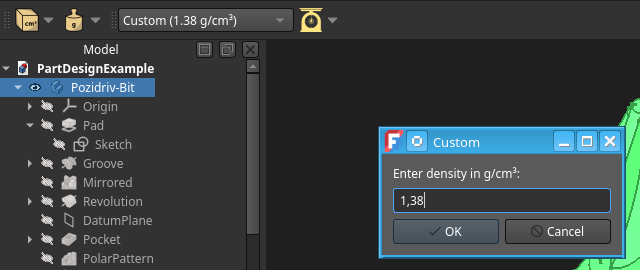 cm³
g
Custom (1.38 g/cm³)
Model
PartDesignExample
Pozidriv-Bit
Origin
Pad
Sketch
Groove
Mirrored
Revolution
DatumPlane
Pocket
PolarPattern
Custom
Enter density in g/cm³:
1,38
OK
Cancel